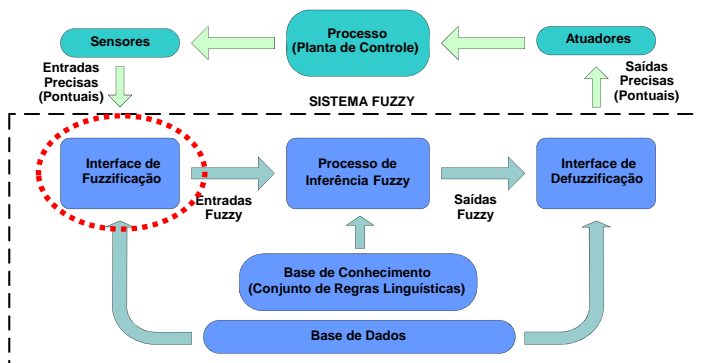 Sensores
Processo
(Planta de Controle)
Atuadores
Entradas
Precisas
(Pontuais)
Saídas
Precisas
(Pontuais)
SISTEMA FUZZY
Interface de
Fuzzificação
Entradas
Fuzzy
Processo de
Inferência Fuzzy
Saídas
Fuzzy
Interface de
Defuzzificação
Base de Conhecimento
(Conjunto de Regras Linguísticas)
Base de Dados